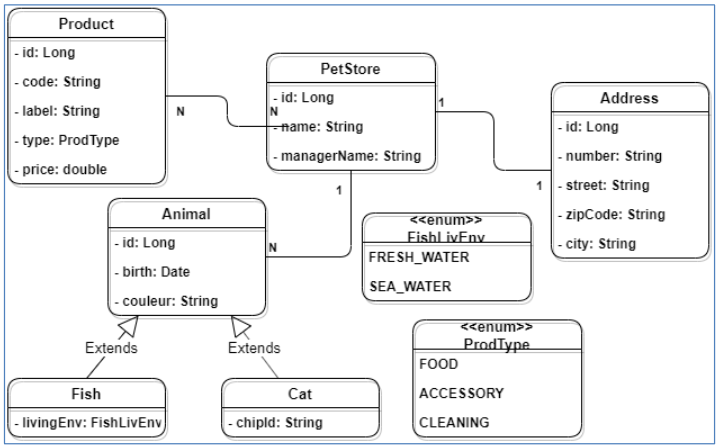 Product
- id: Long
- code: String
- label: String
- type: ProdType
- price: double
N
N
PetStore
- id: Long
- name: String
- managerName: String
1
1
1
Address
- id: Long
- number: String
- street: String
- zipCode: String
- city: String
Animal
- id: Long
- birth: Date
- couleur: String
N
<<enum>>
FishLivEnv
FRESH_WATER
SEA_WATER
Extends
Extends
<<enum>>
ProdType
FOOD
ACCESSORY
CLEANING
Fish
- livingEnv: FishLivEnv
Cat
- chipId: String